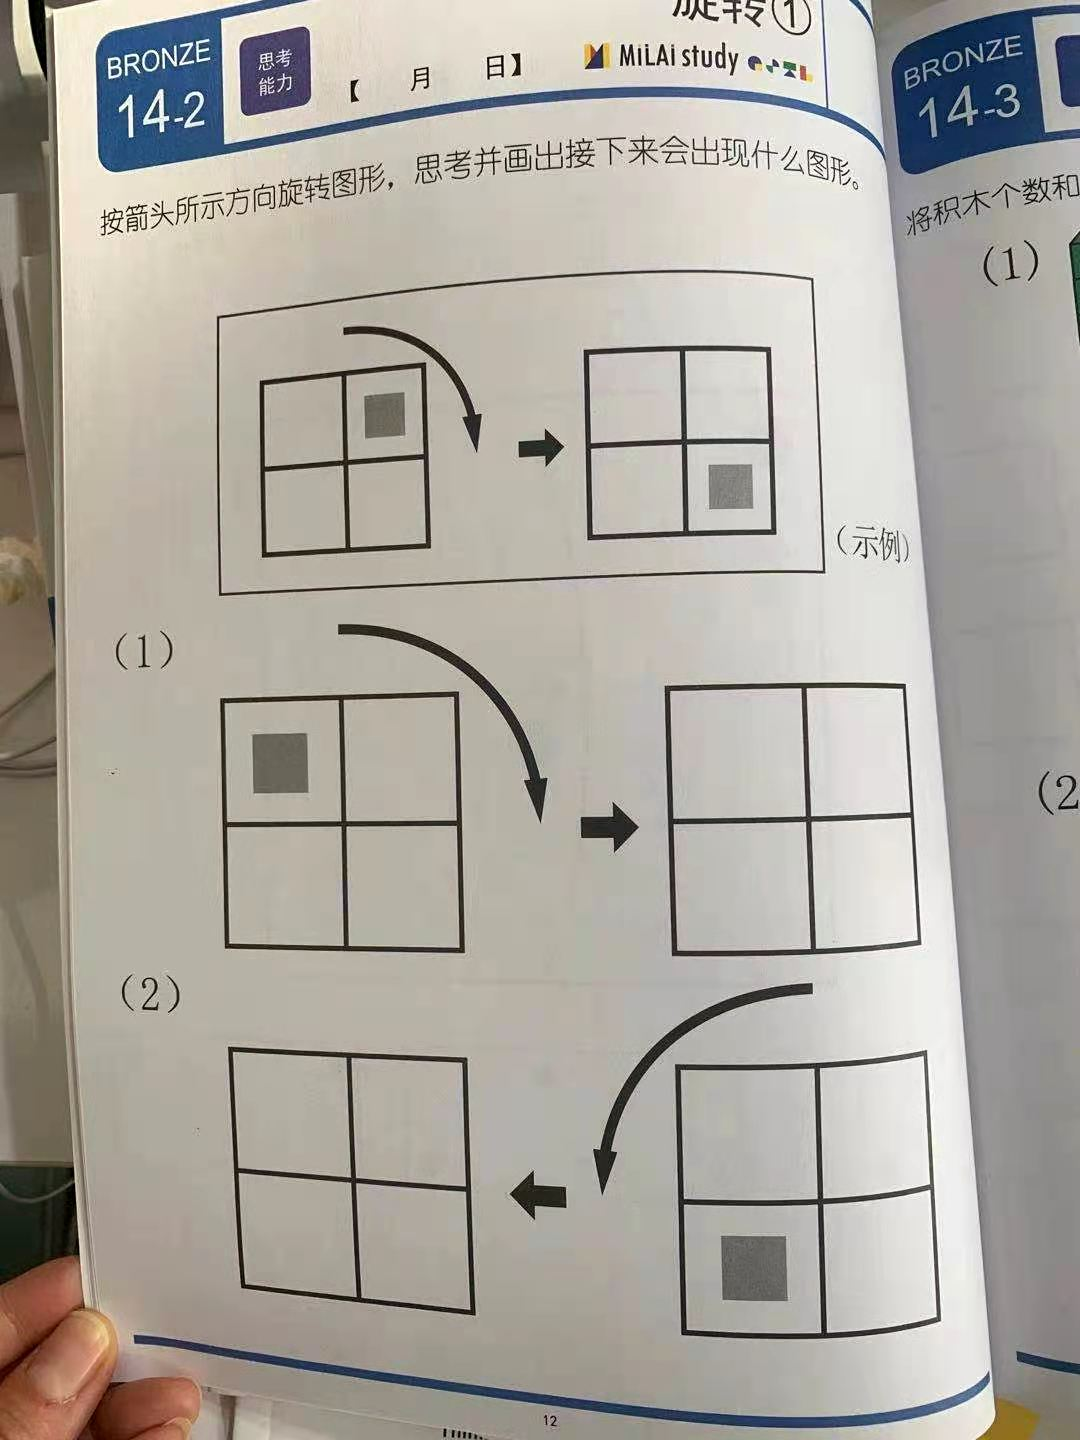 旋转①
BRONZE
14-2
思考
能力
【 月 日】
MiLAi study
按箭头所示方向旋转图形，思考并画出接下来会出现什么图形。
(示例)
(1)
(2)
12
BRONZE
14-3
将积木个数和
(1)
(2